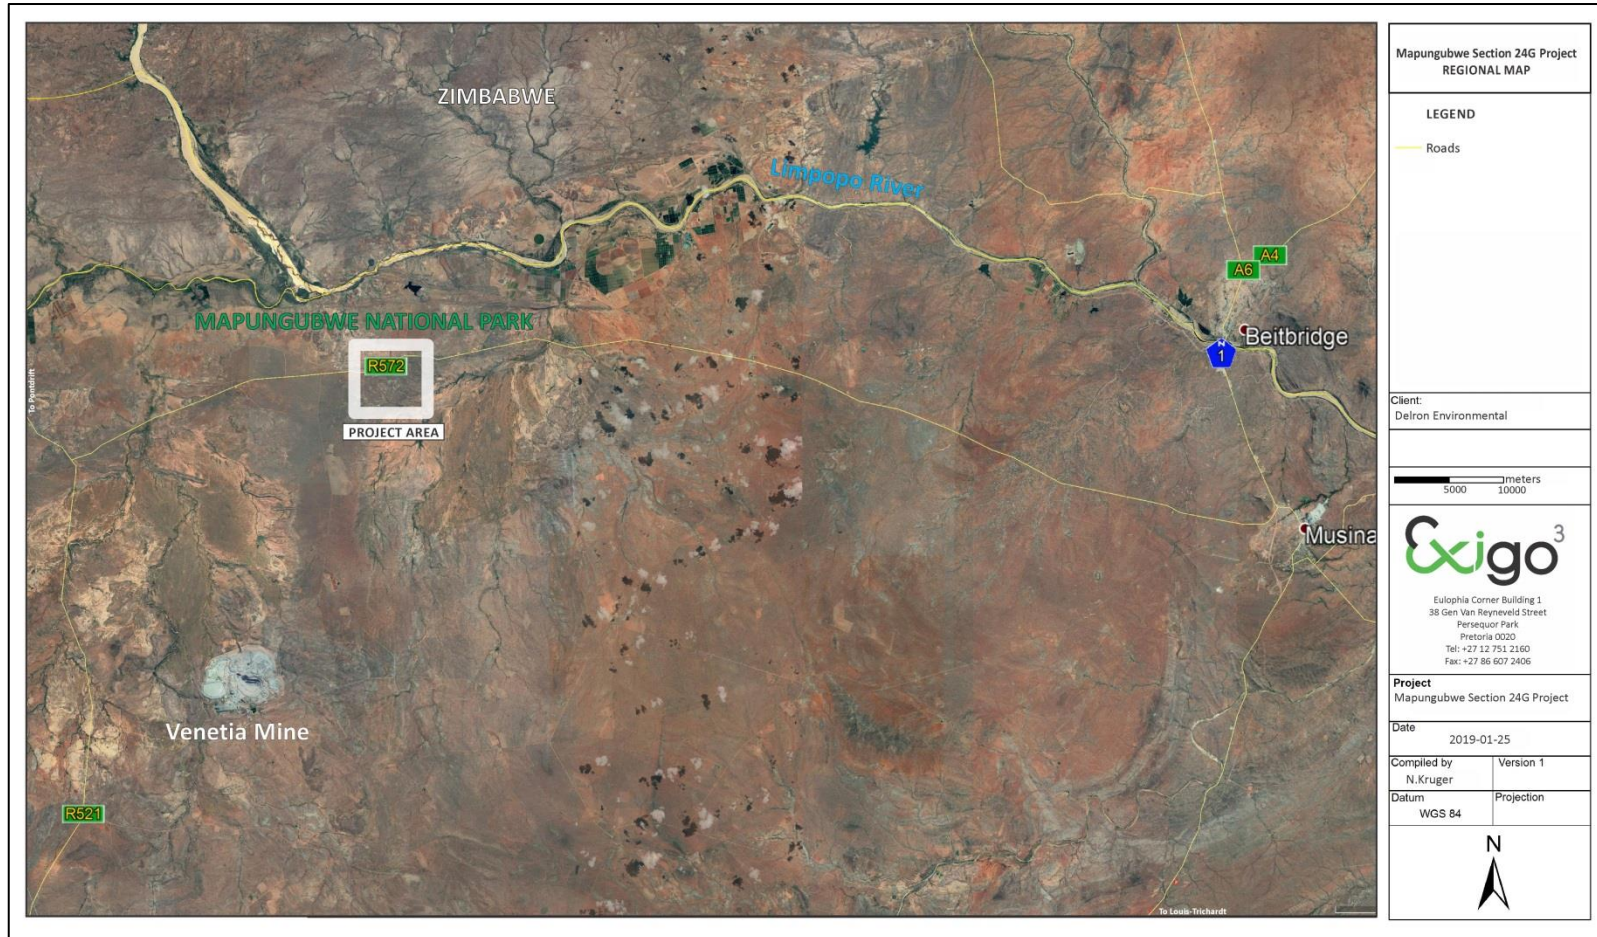 ZIMBABWE
Limpopo River
A4
A6
MAPUNGUBWE NATIONAL PARK
Beitbridge
N
1
R572
To Pontdrift
PROJECT AREA
Musina
Venetia Mine
R521
To Louis-Trichardt
Mapungubwe Section 24G Project
REGIONAL MAP
LEGEND
Roads
Client:
Delron Environmental
meters
5000 10000
Exigo3
Eulophia Corner Building 1
38 Gen Van Reyneveld Street
Persequor Park
Pretoria 0020
Tel: +27 12 751 2160
Fax: +27 86 607 2406
Project
Mapungubwe Section 24G Project
Date
2019-01-25
Compiled by Version 1
N.Kruger
Datum Projection
WGS 84
N